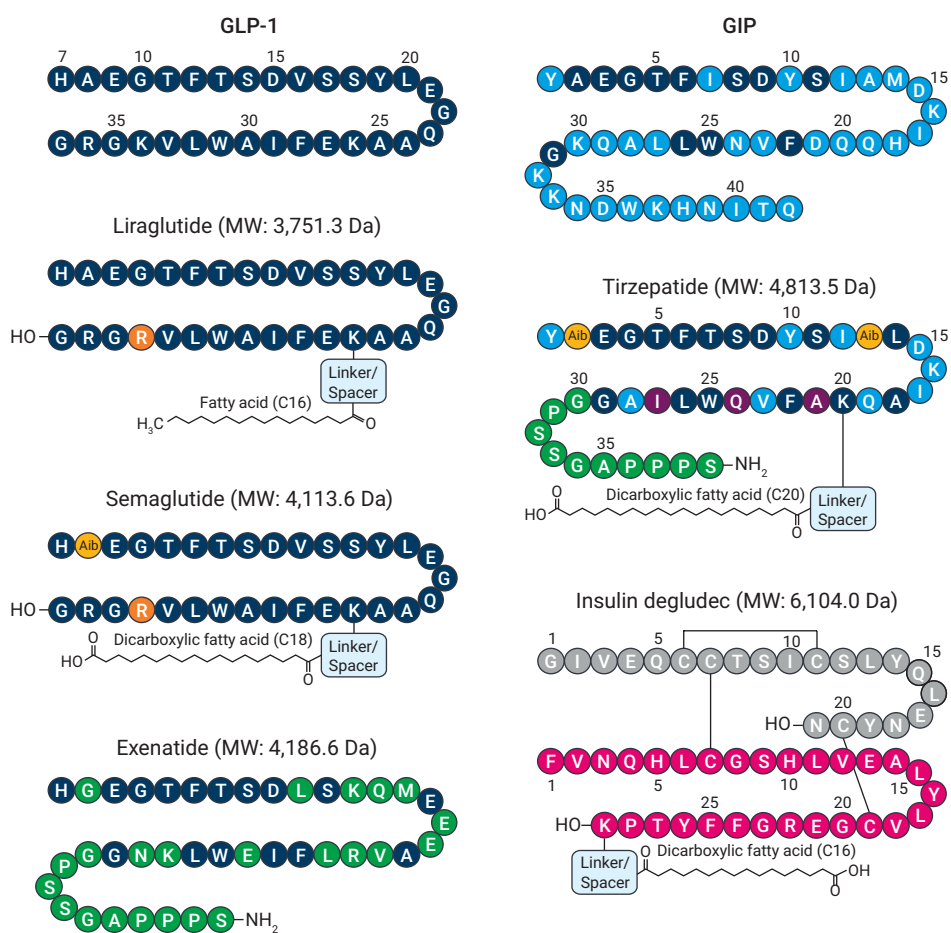 GLP-1
7 10 15 20
H A E G T F T S D V S S Y L
E
G
Q
35 30 25
G R G K V L W A I F E K A A
Liraglutide (MW: 3,751.3 Da)
H A E G T F T S D V S S Y L
E
G
Q
HO G R G R V L W A I F E K A A
Linker/
Spacer
Fatty acid (C16)
H3C O
Semaglutide (MW: 4,113.6 Da)
H Aib E G T F T S D V S S Y L
E
G
Q
HO G R G R V L W A I F E K A A
Linker/
Spacer
Dicarboxylic fatty acid (C18)
O
HO O
Exenatide (MW: 4,186.6 Da)
H G E G T F T S D L S K Q M
E
E
E
G G N K L W E I F L R V A
P
S
S
G A P P P S NH2
GIP
5 10 15
Y A E G T F I S D Y S I A M
D
K
I
30 25 20
K Q A L L W N V F D Q Q H
G
K
K
35 40
N D W K H N I T Q
Tirzepatide (MW: 4,813.5 Da)
5 10 15
Y Aib E G T F T S D Y S I Aib L
D
K
I
30 25 20
G G A I L W Q V F A K Q A
P
S
S
35
G A P P P S NH2
Dicarboxylic fatty acid (C20)
Linker/
Spacer
O
HO O
Insulin degludec (MW: 6,104.0 Da)
1 5 10 15
G I V E Q C C T S I C S L Y
Q
L
E
20
HO N C Y N
F V N Q H L C G S H L V E A
1 5 10 15
L
Y
L
25 20
HO K P T Y F F G R E G C V
Linker/
Spacer
Dicarboxylic fatty acid (C16)
O
OH
O